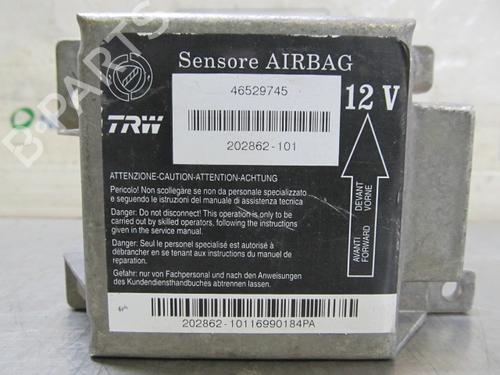 Sensore AIRBAG
46529745
12 V
TRW
202862-101
ATTENZIONE-CAUTION-ATTENTION-ACHTUNG
Pericolo! Non scollegare se non da personale specializzato
e seguendo le istruzioni del manuale di assistenza tecnica
Danger: Do not disconnect! This operation is only to be
carried out by skilled operators, following the instructions
given in the service manual.
Danger: Seul le personel spécialisé est autorisé à
débrancher en se tenant aux instructions du manuel de
reparation.
Gefahr: nur von Fachpersonal und nach den Anweisungen
des Kundendiensthandbuches abtrennen lassen.
AVANTI DEVANT
FORWARD VORNE
202862-10116990184PA
B-PARTS